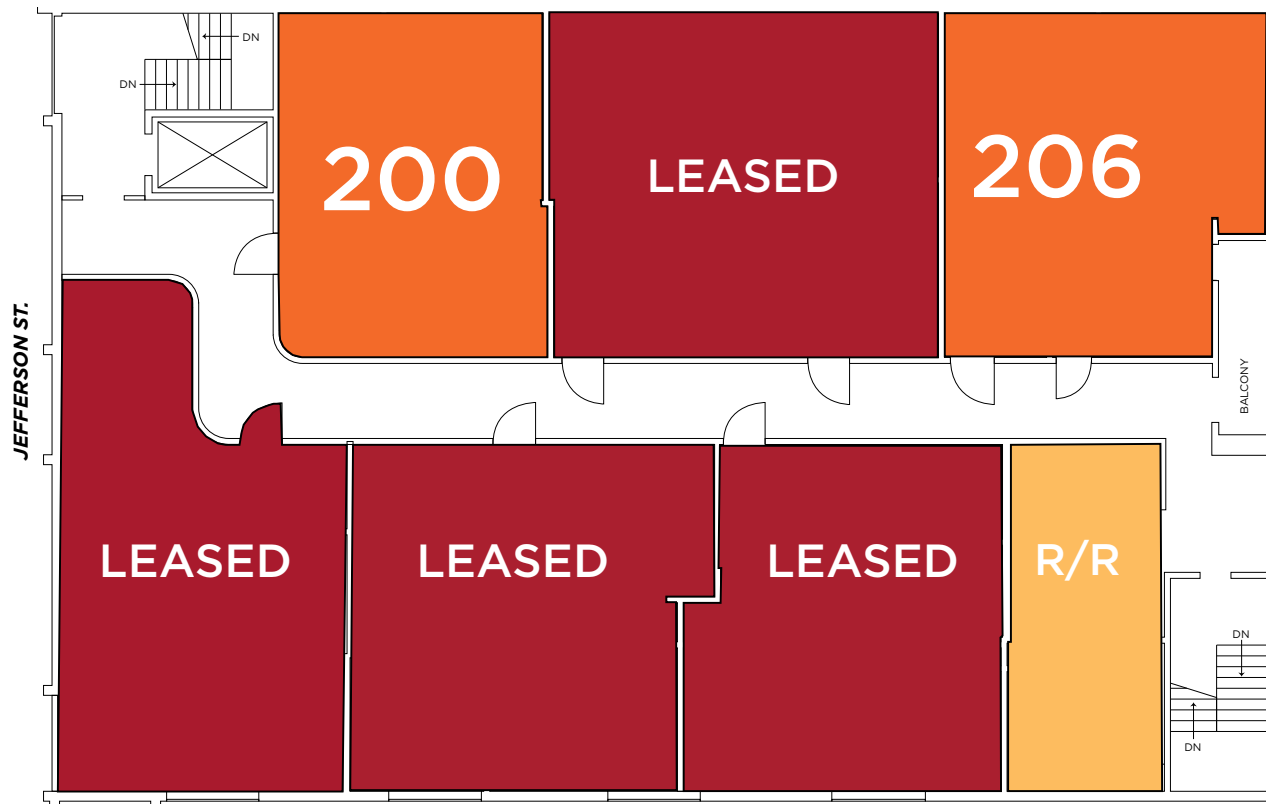 DN
DN
200
LEASED
206
JEFFERSON ST.
BALCONY
LEASED
LEASED
LEASED
R/R
DN
DN